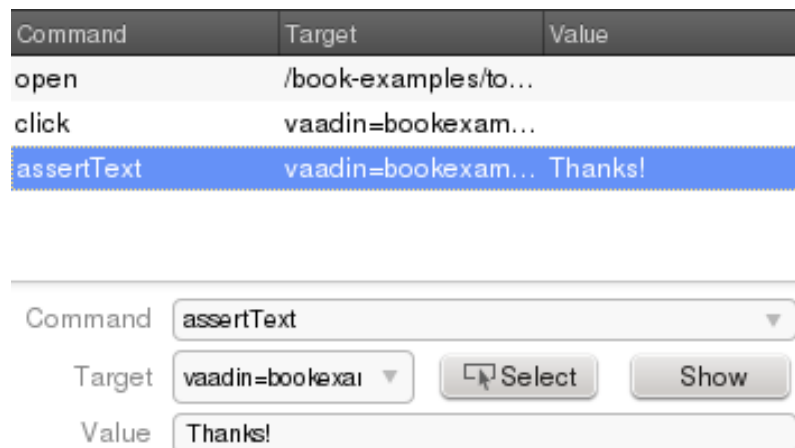 Command Target Value
open /book-examples/to...
click vaadin=bookexam...
assertText vaadin=bookexam... Thanks!
Command assertText
Target vaadin=bookexa Select Show
Value Thanks!